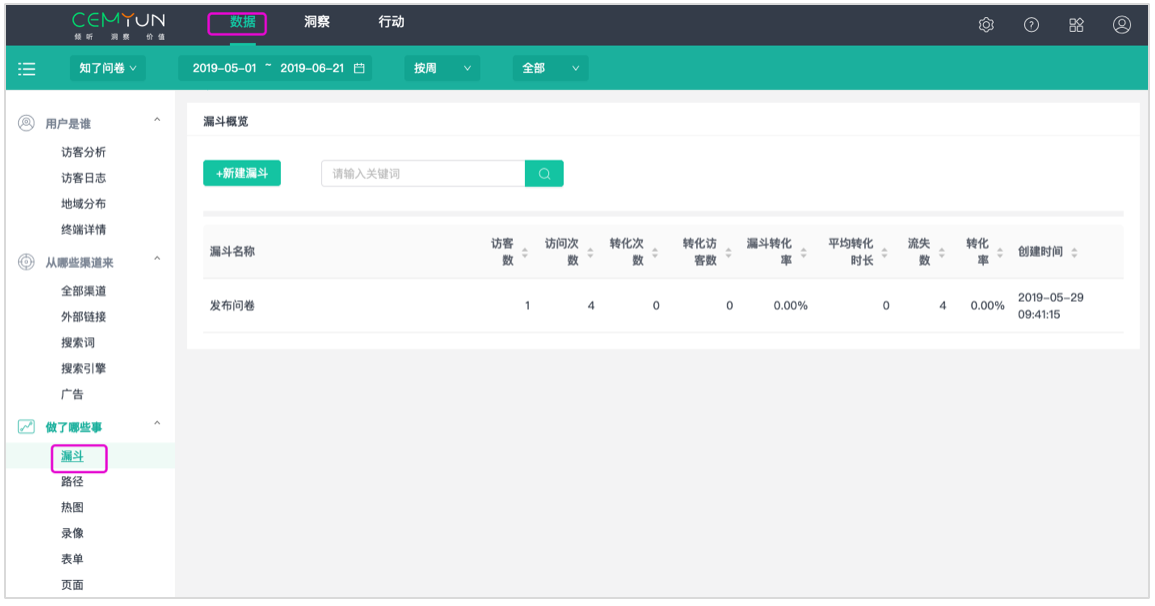 CEMYUN
倾听 洞察 价值
数据 洞察 行动
知了问卷 2019-05-01 ~ 2019-06-21 按周 全部
用户是谁
访客分析
访客日志
地域分布
终端详情
从哪些渠道来
全部渠道
外部链接
搜索词
搜索引擎
广告
做了哪些事
漏斗
路径
热图
录像
表单
页面
漏斗概览
+新建漏斗 请输入关键词
漏斗名称 访客数 访问次数 转化次数 转化访客数 漏斗转化率 平均转化时长 流失数 转化率 创建时间
发布问卷 1 4 0 0 0.00% 0 4 0.00% 2019-05-29
09:41:15